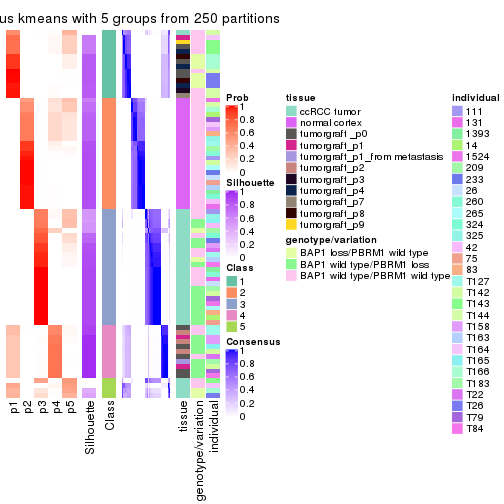 us kmeans with 5 groups from 250 partitions
Prob
1
0.8
0.6
0.4
0.2
0
Silhouette
1
0.8
0.6
0.4
0.2
0
Class
1
2
3
4
5
Consensus
1
0.8
0.6
0.4
0.2
0
tissue
ccRCC tumor
normal cortex
tumorgraft_p0
tumorgraft_p1
tumorgraft_p1_from metastasis
tumorgraft_p2
tumorgraft_p3
tumorgraft_p4
tumorgraft_p7
tumorgraft_p8
tumorgraft_p9
genotype/variation
BAP1 loss/PBRM1 wild type
BAP1 wild type/PBRM1 loss
BAP1 wild type/PBRM1 wild type
individual
111
131
1393
14
1524
209
233
26
260
265
324
325
42
75
83
T127
T142
T143
T144
T158
T163
T164
T165
T166
T183
T22
T26
T79
T84
p1
p2
p3
p4
p5
Silhouette
Class
tissue
genotype/variation
individual